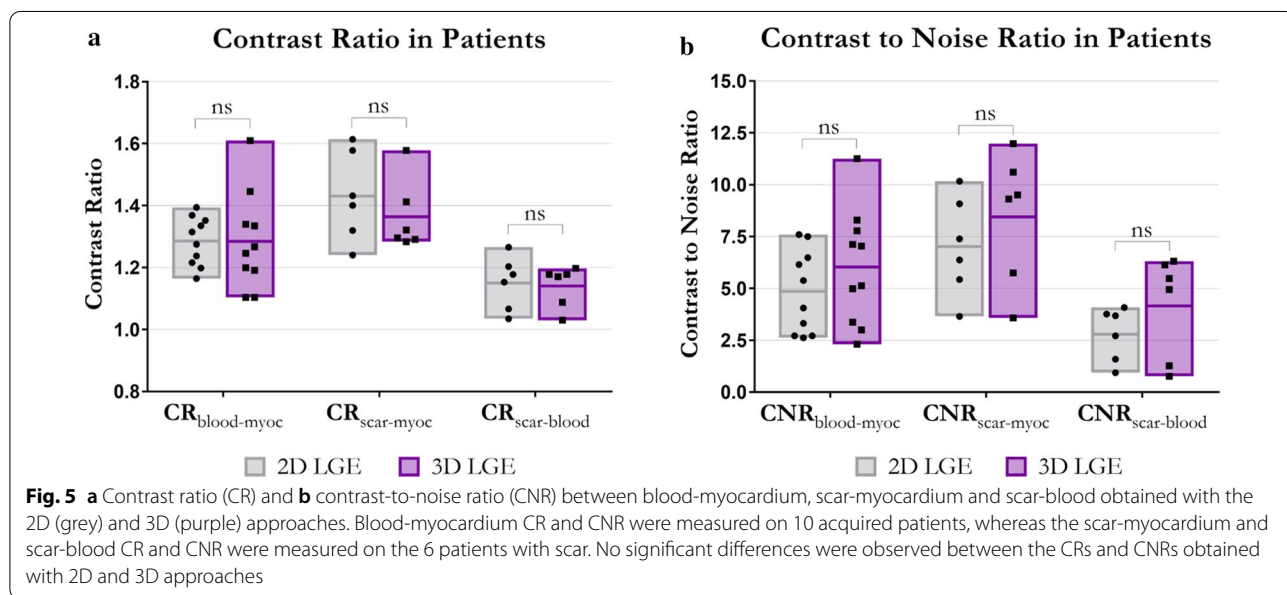 a Contrast Ratio in Patients
Contrast Ratio
1.8
1.6
1.4
1.2
1.0
0.8
ns
ns
ns
CRblood-myoc CRscar-myoc CRscar-blood
2D LGE 3D LGE
b Contrast to Noise Ratio in Patients
Contrast to Noise Ratio
15.0
12.5
10.0
7.5
5.0
2.5
0.0
ns
ns
ns
CNRblood-myoc CNRscar-myoc CNRscar-blood
2D LGE 3D LGE
Fig. 5 a Contrast ratio (CR) and b contrast-to-noise ratio (CNR) between blood-myocardium, scar-myocardium and scar-blood obtained with the
2D (grey) and 3D (purple) approaches. Blood-myocardium CR and CNR were measured on 10 acquired patients, whereas the scar-myocardium and
scar-blood CR and CNR were measured on the 6 patients with scar. No significant differences were observed between the CRs and CNRs obtained
with 2D and 3D approaches